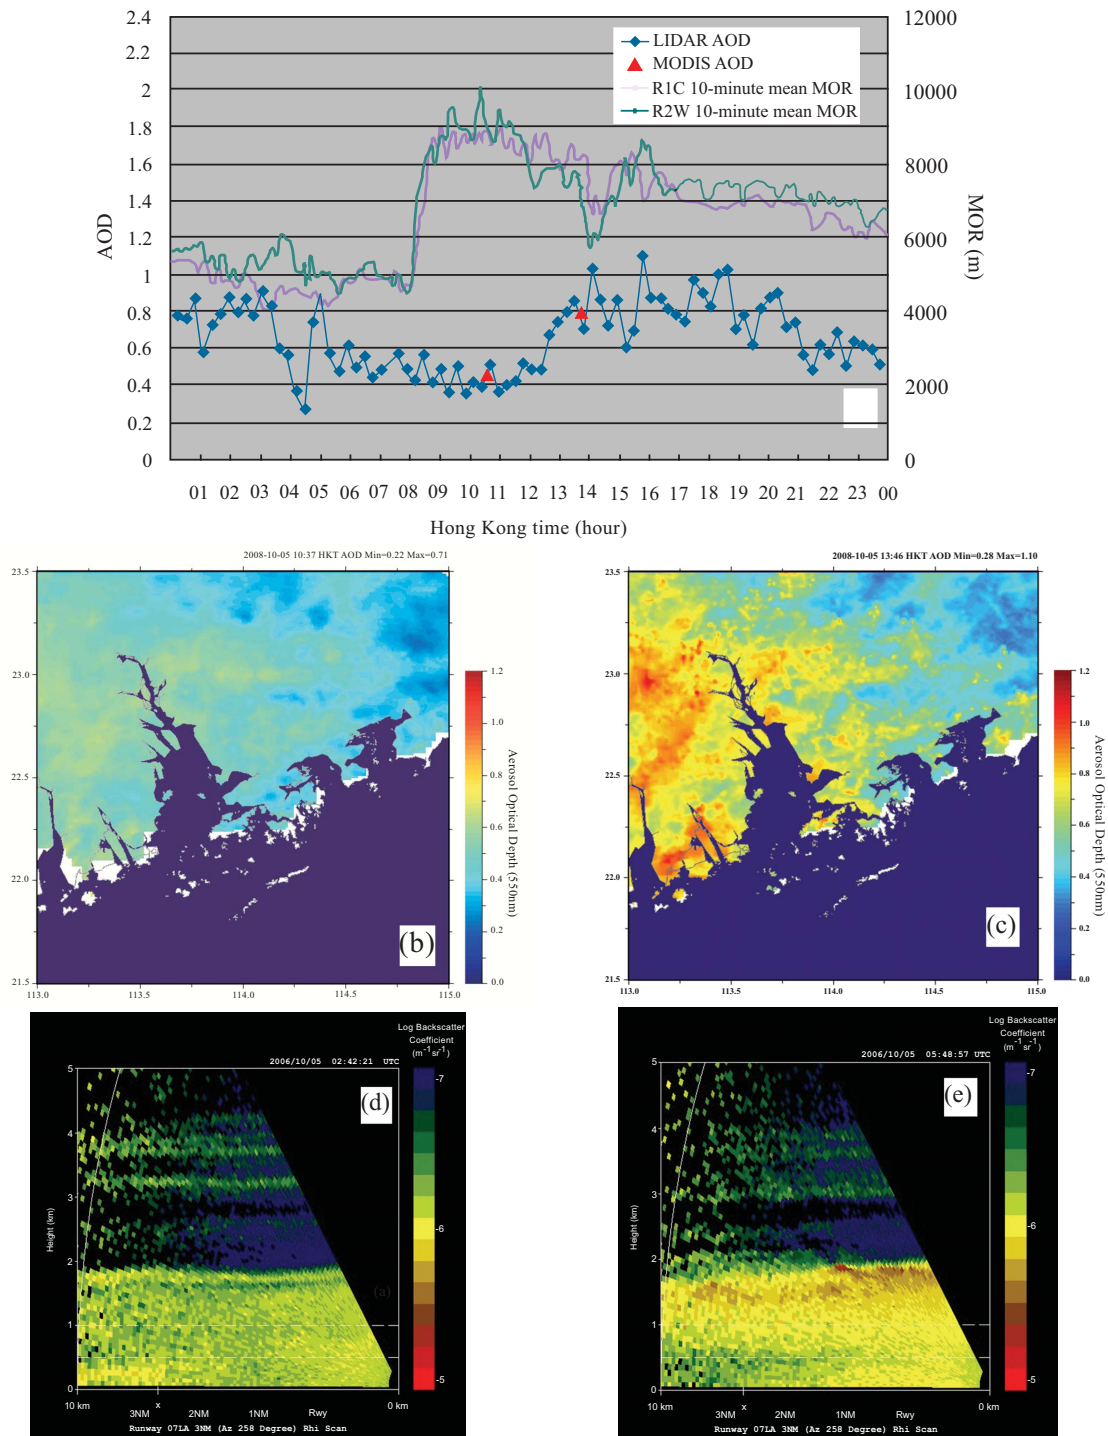 2.4
2.2
2
1.8
1.6
1.4
1.2
1
0.8
0.6
0.4
0.2
0
AOD
12000
10000
8000
6000
4000
2000
0
MOR (m)
LIDAR AOD
MODIS AOD
R1C 10-minute mean MOR
R2W 10-minute mean MOR
01 02 03 04 05 06 07 08 09 10 11 12 13 14 15 16 17 18 19 20 21 22 23 00
Hong Kong time (hour)
2008-10-05 10:37 HKT AOD Min=0.22 Max=0.71
23.5
23.0
22.5
22.0
21.5
113.0 113.5 114.0 114.5 115.0
(b)
1.2
1.0
0.8
0.6
0.4
0.2
0.0
Aerosol Optical Depth (550nm)
2008-10-05 13:46 HKT AOD Min=0.28 Max=1.10
23.5
23.0
22.5
22.0
21.5
113.0 113.5 114.0 114.5 115.0
(c)
1.2
1.0
0.8
0.6
0.4
0.2
0.0
Aerosol Optical Depth (550nm)
Log Backscatter
Coefficient
(m⁻¹sr⁻¹)
2006/10/05 02:42:21 UTC
(d)
5
4
3
2
1
0
Height (km)
(a)
-7
-6
-5
10 km 0 km
3NM x 2NM 1NM Rwy
Runway 07LA 3NM (Az 258 Degree) Rhi Scan
Log Backscatter
Coefficient
(m⁻¹sr⁻¹)
2006/10/05 05:48:57 UTC
(e)
5
4
3
2
1
0
Height (km)
-7
-6
-5
10 km 0 km
3NM x 2NM 1NM Rwy
Runway 07LA 3NM (Az 258 Degree) Rhi Scan